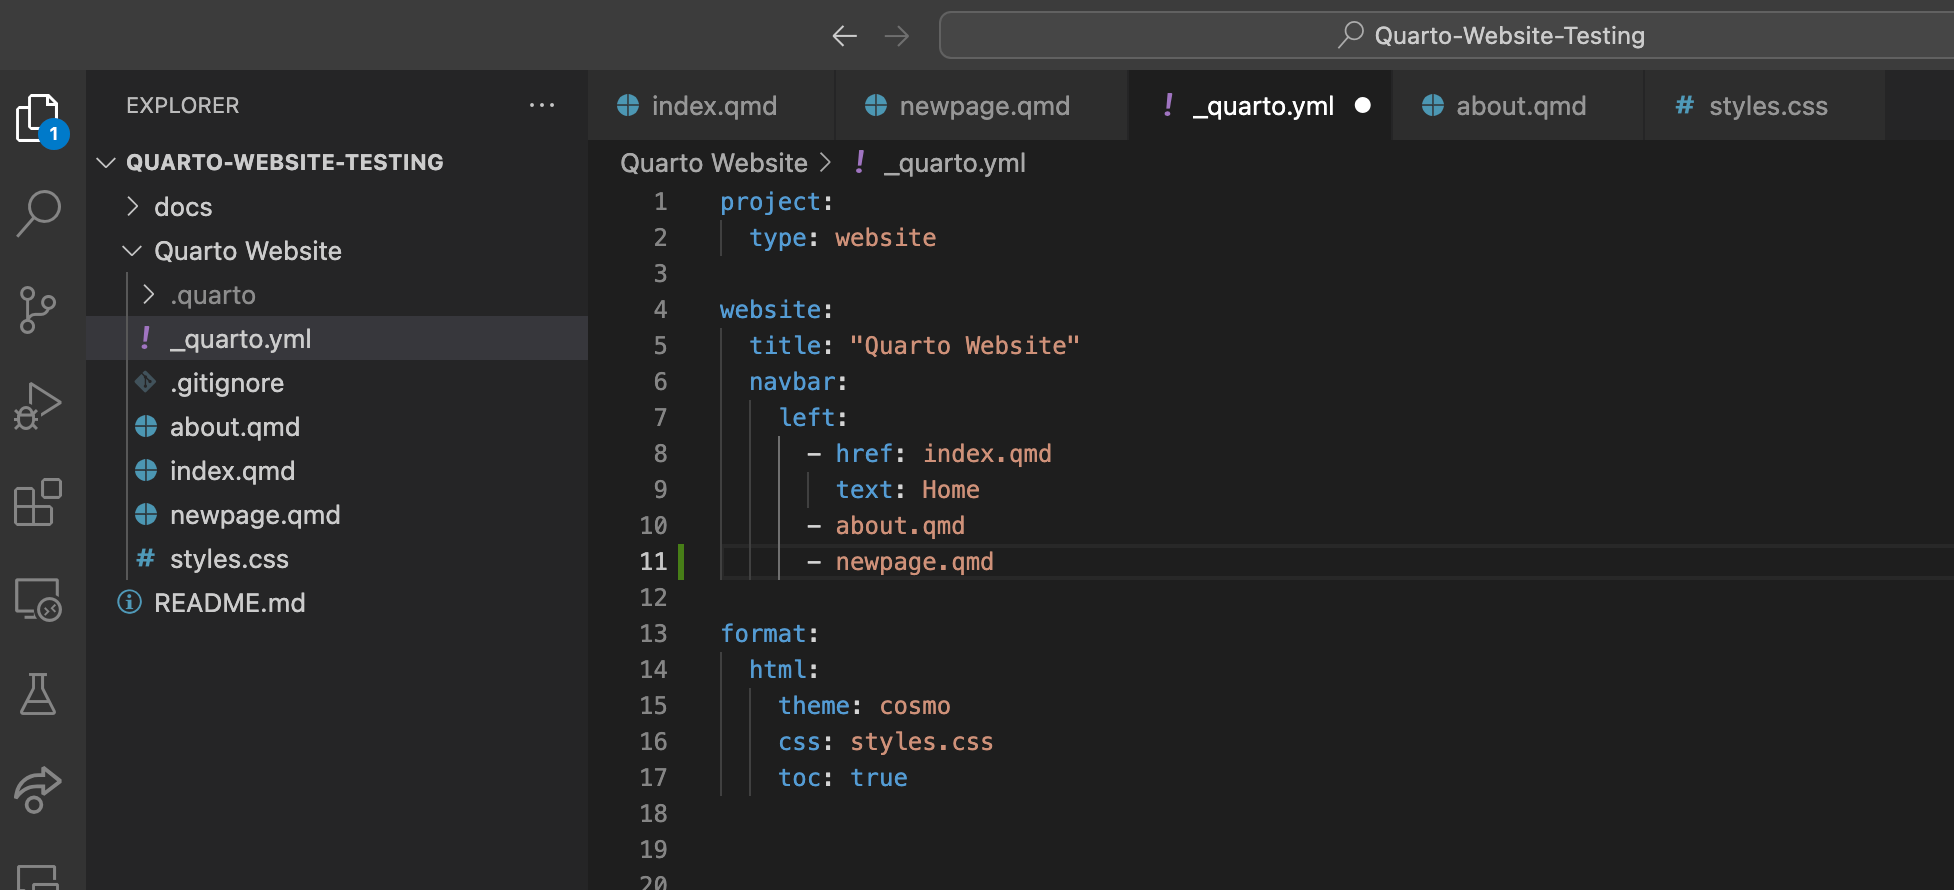 Quarto-Website-Testing
EXPLORER
1
QUARTO-WEBSITE-TESTING
docs
Quarto Website
.quarto
! _quarto.yml
.gitignore
about.qmd
index.qmd
newpage.qmd
# styles.css
README.md
index.qmd newpage.qmd ! _quarto.yml about.qmd # styles.css
Quarto Website > ! _quarto.yml
1 project:
2 type: website
3
4 website:
5 title: "Quarto Website"
6 navbar:
7 left:
8 - href: index.qmd
9 text: Home
10 - about.qmd
11 - newpage.qmd
12
13 format:
14 html:
15 theme: cosmo
16 css: styles.css
17 toc: true
18
19
20